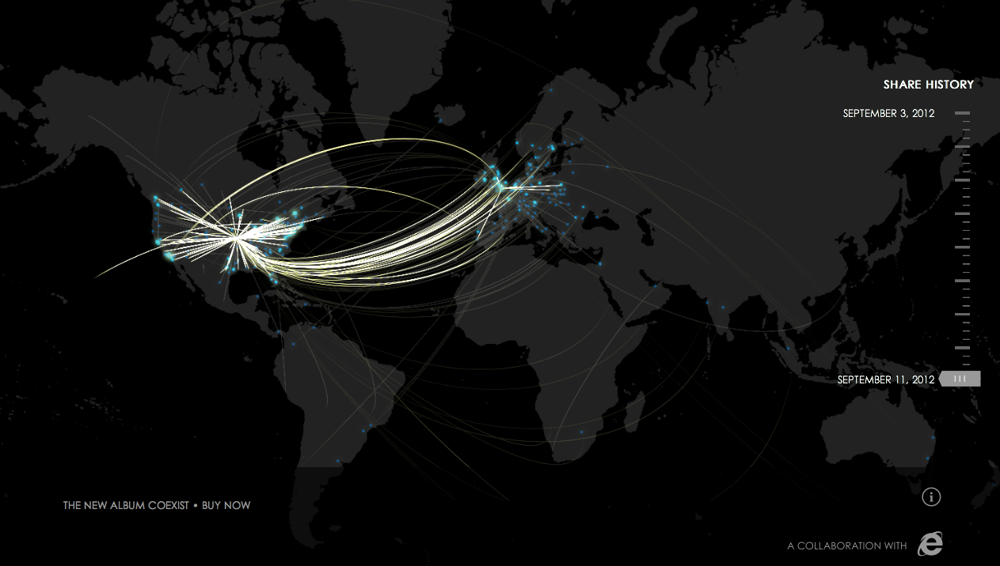 SHARE HISTORY
SEPTEMBER 3, 2012
SEPTEMBER 11, 2012
THE NEW ALBUM COEXIST • BUY NOW
i
A COLLABORATION WITH